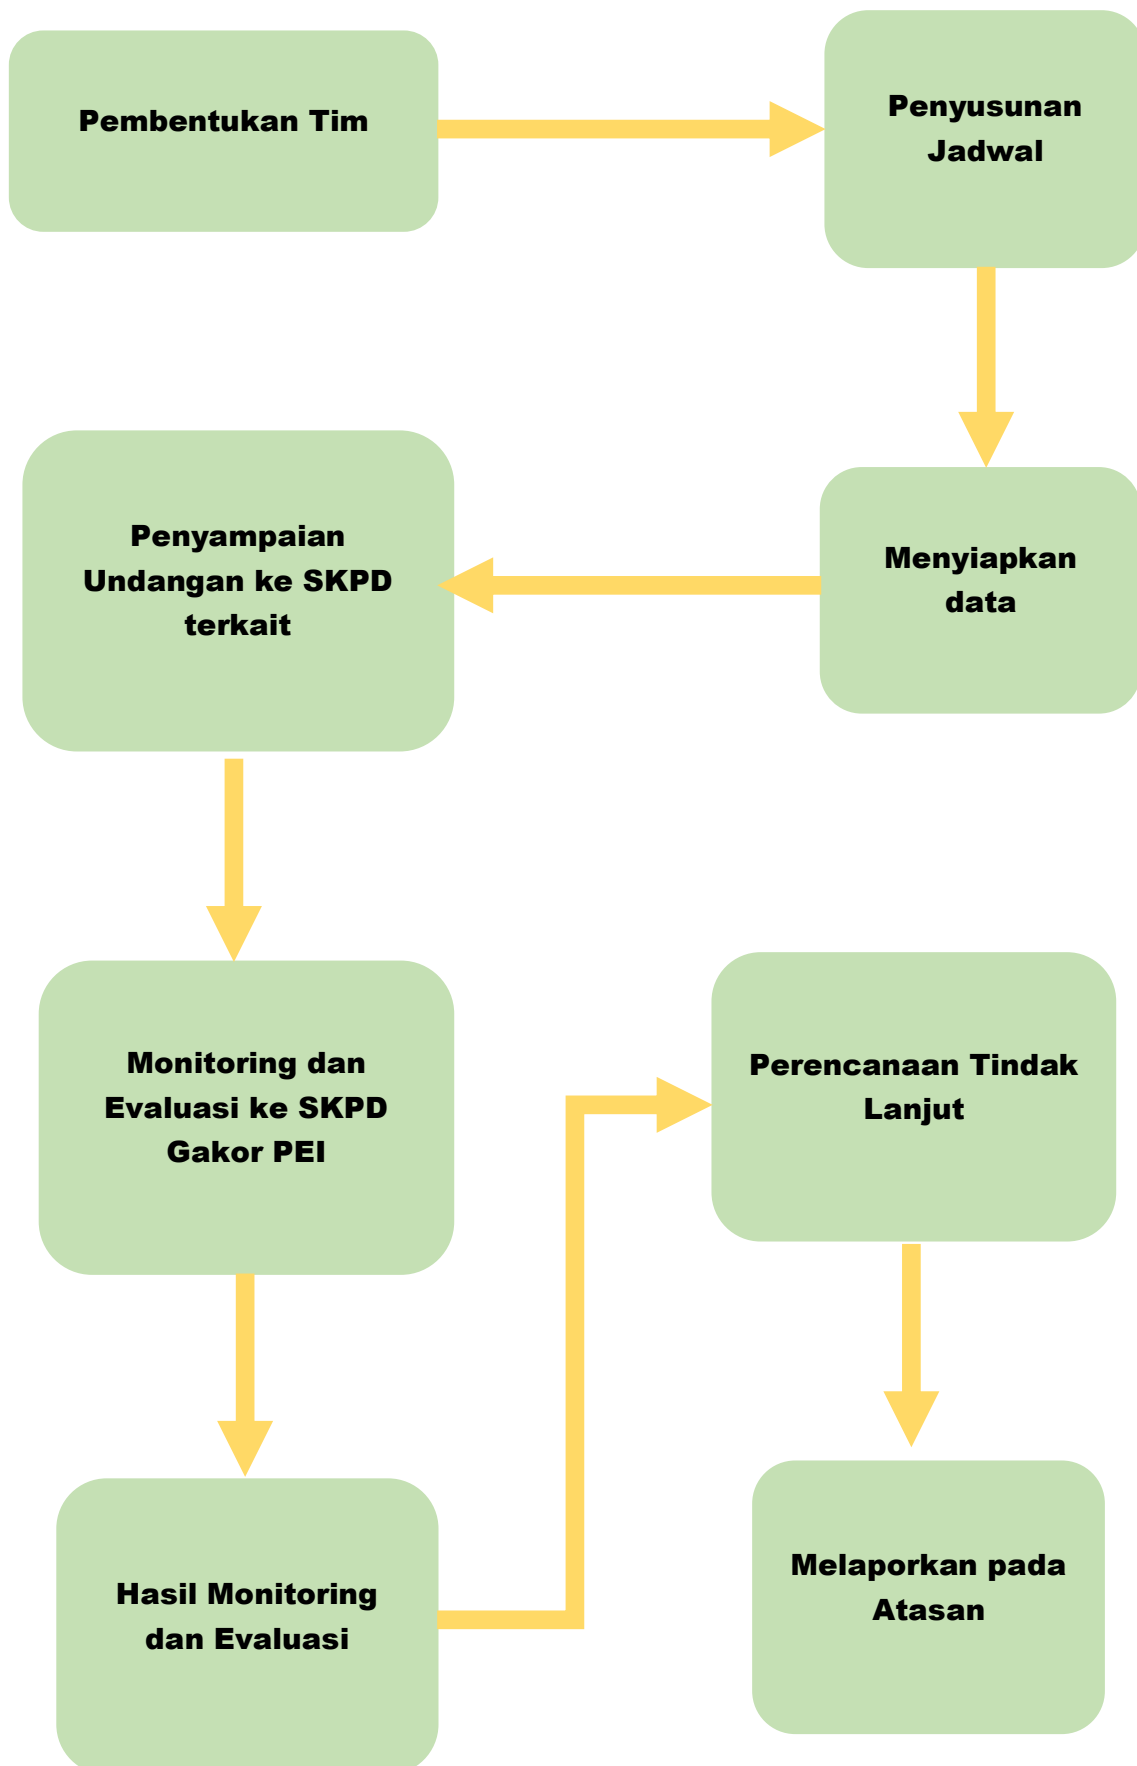 Pembentukan Tim
Penyusunan
Jadwal
Menyiapkan
data
Penyampaian
Undangan ke SKPD
terkait
Monitoring dan
Evaluasi ke SKPD
Gakor PEI
Hasil Monitoring
dan Evaluasi
Perencanaan Tindak
Lanjut
Melaporkan pada
Atasan